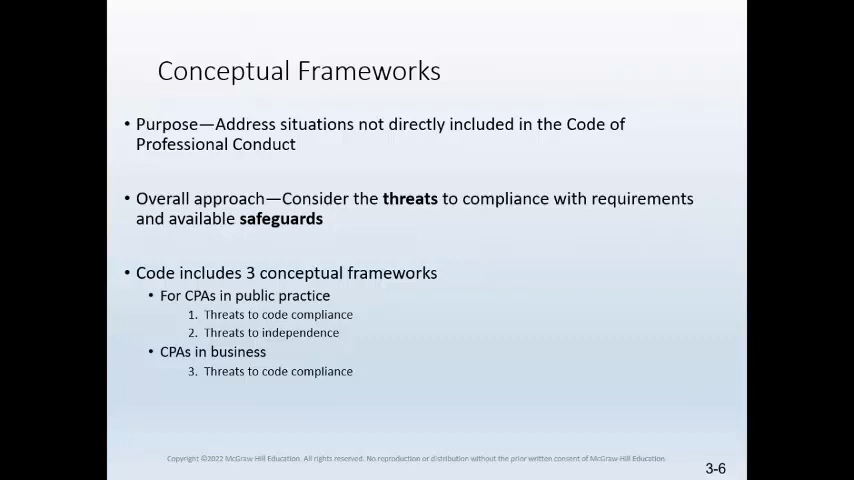 Conceptual Frameworks
• Purpose—Address situations not directly included in the Code of
Professional Conduct
• Overall approach—Consider the threats to compliance with requirements
and available safeguards
• Code includes 3 conceptual frameworks
• For CPAs in public practice
1. Threats to code compliance
2. Threats to independence
• CPAs in business
3. Threats to code compliance
Copyright ©2022 McGraw-Hill Education. All rights reserved. No reproduction or distribution without the prior written consent of McGraw-Hill Education.
3-6